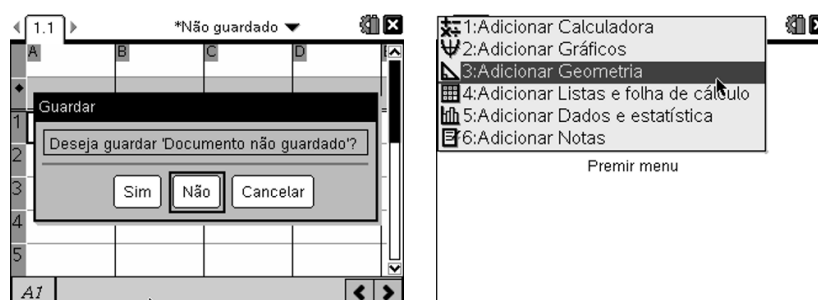 1.1
*Não guardado
A B C D
Guardar
Deseja guardar 'Documento não guardado'?
Sim Não Cancelar
1
2
3
4
5
A1
1:Adicionar Calculadora
2:Adicionar Gráficos
3:Adicionar Geometria
4:Adicionar Listas e folha de cálculo
5:Adicionar Dados e estatística
6:Adicionar Notas
Premir menu